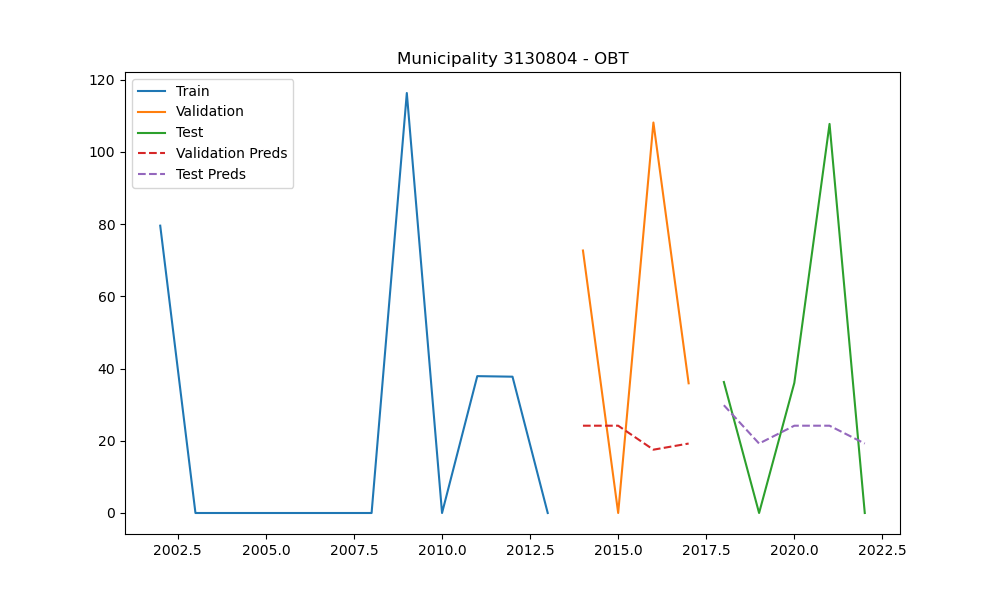 Municipality 3130804 - OBT
Train
Validation
Test
Validation Preds
Test Preds
120
100
80
60
40
20
0
2002.5 2005.0 2007.5 2010.0 2012.5 2015.0 2017.5 2020.0 2022.5